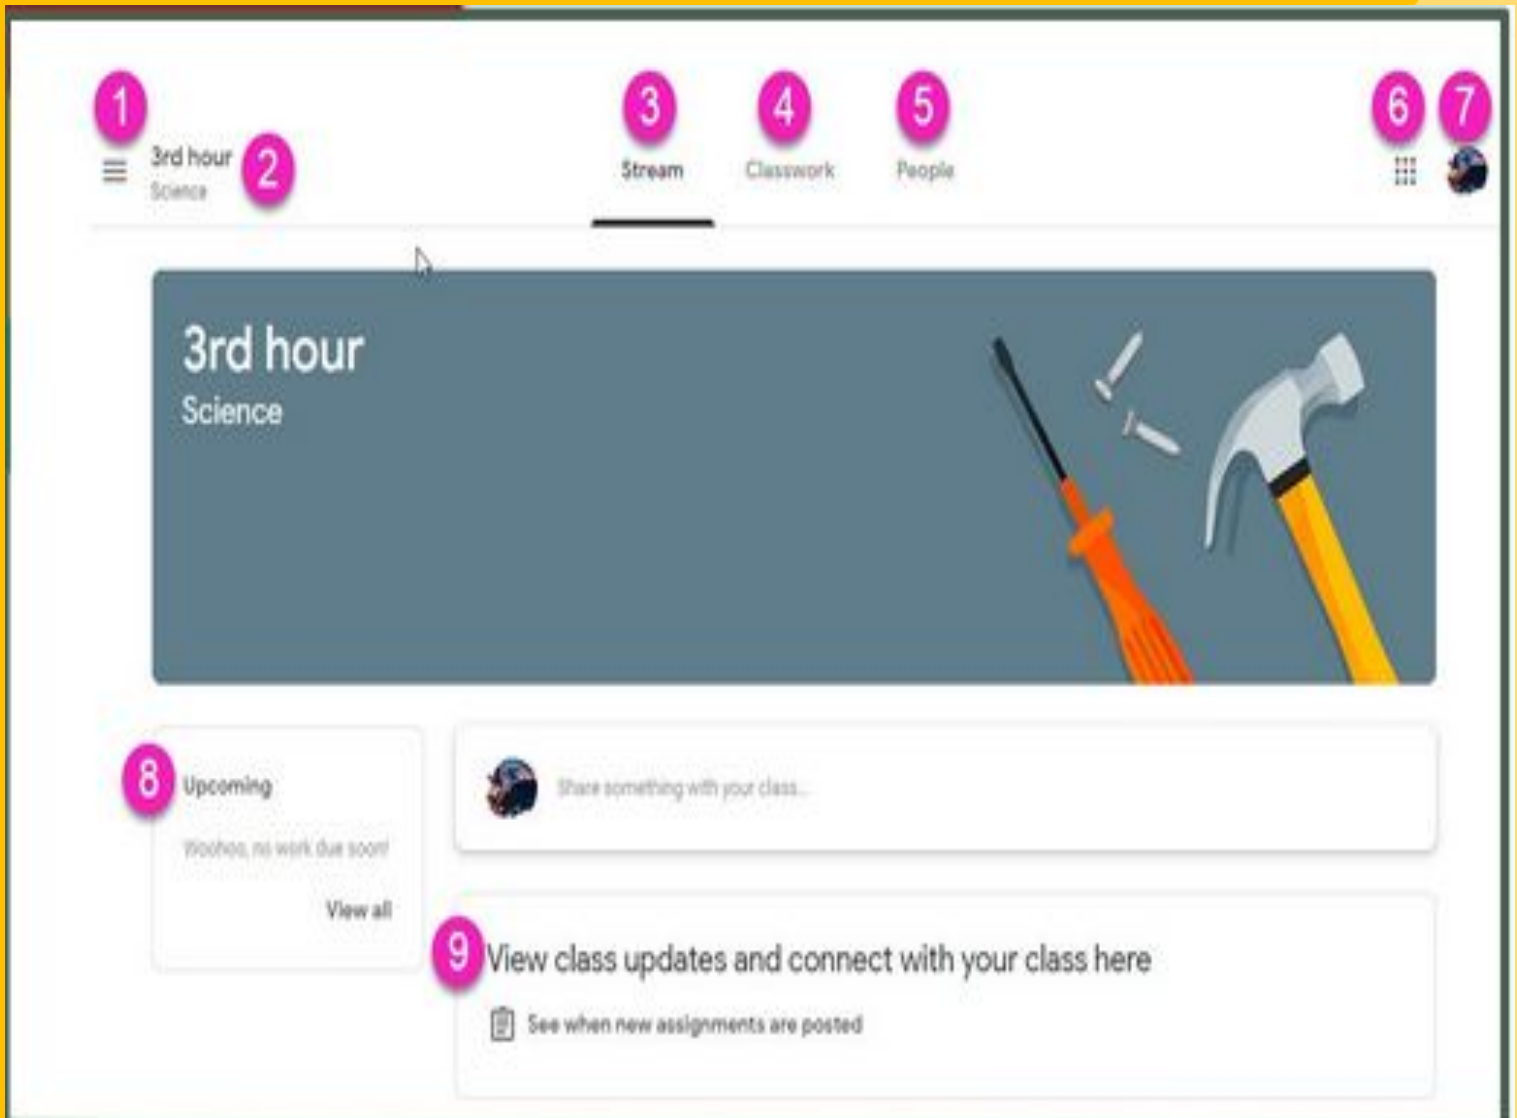 1
3
4
5
6
7
3rd hour
2
Science
Stream
Classwork
People
3rd hour
Science
8
Upcoming
Share something with your class...
Woohoo, no work due soon!
View all
9
View class updates and connect with your class here
See when new assignments are posted